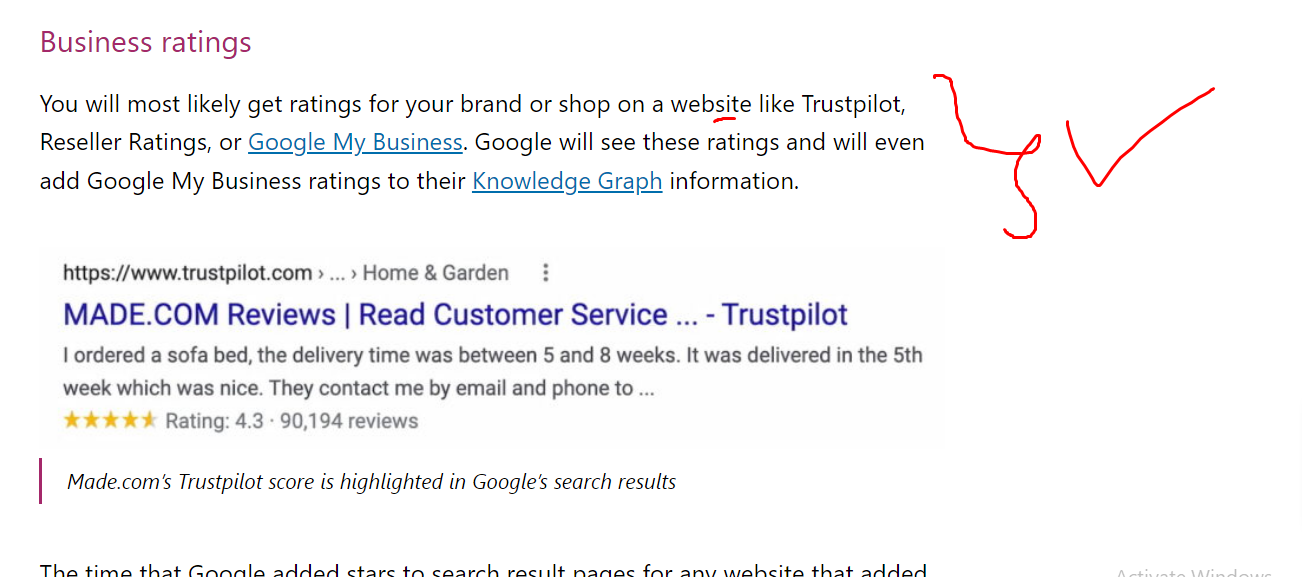 Business ratings
You will most likely get ratings for your brand or shop on a website like Trustpilot,
Reseller Ratings, or Google My Business. Google will see these ratings and will even
add Google My Business ratings to their Knowledge Graph information.
https://www.trustpilot.com › ... › Home & Garden
MADE.COM Reviews | Read Customer Service ... - Trustpilot
I ordered a sofa bed, the delivery time was between 5 and 8 weeks. It was delivered in the 5th
week which was nice. They contact me by email and phone to ...
Rating: 4.3 · 90,194 reviews
Made.com's Trustpilot score is highlighted in Google's search results
The time that Google added stars to search result pages for any website that added
Activate Windows